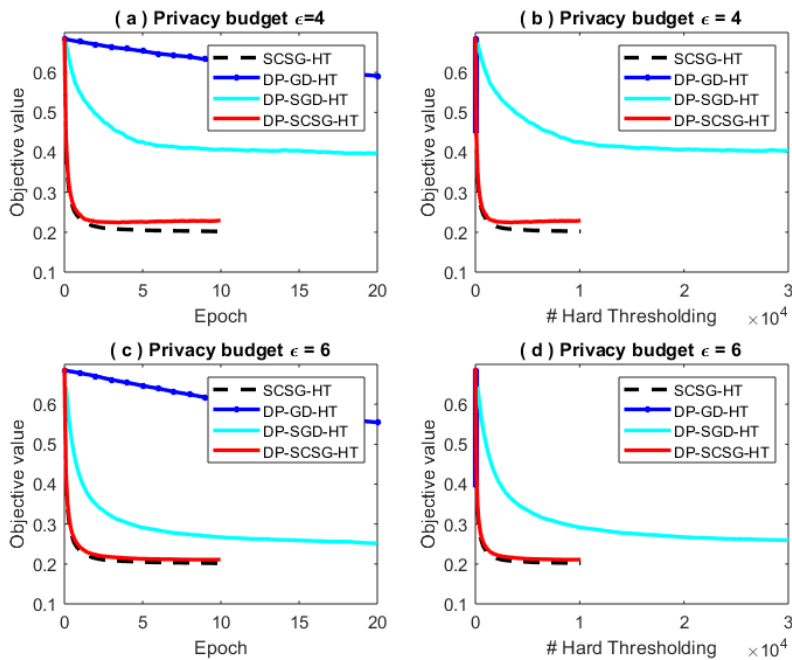 ( a ) Privacy budget ϵ=4
Objective value
0.6
0.5
0.4
0.3
0.2
0.1
SCSG-HT
DP-GD-HT
DP-SGD-HT
DP-SCSG-HT
0 5 10 15 20
Epoch
( b ) Privacy budget ϵ = 4
Objective value
0.6
0.5
0.4
0.3
0.2
0.1
SCSG-HT
DP-GD-HT
DP-SGD-HT
DP-SCSG-HT
0 1 2 3
# Hard Thresholding ×10⁴
( c ) Privacy budget ϵ = 6
Objective value
0.6
0.5
0.4
0.3
0.2
0.1
SCSG-HT
DP-GD-HT
DP-SGD-HT
DP-SCSG-HT
0 5 10 15 20
Epoch
( d ) Privacy budget ϵ = 6
Objective value
0.6
0.5
0.4
0.3
0.2
0.1
SCSG-HT
DP-GD-HT
DP-SGD-HT
DP-SCSG-HT
0 1 2 3
# Hard Thresholding ×10⁴